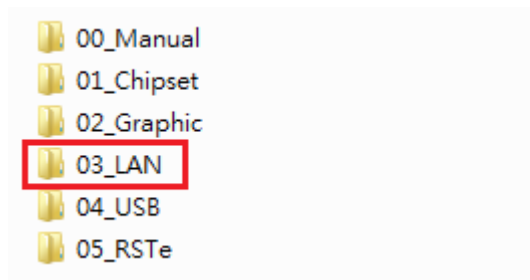 00_Manual
01_Chipset
02_Graphic
03_LAN
04_USB
05_RSTe